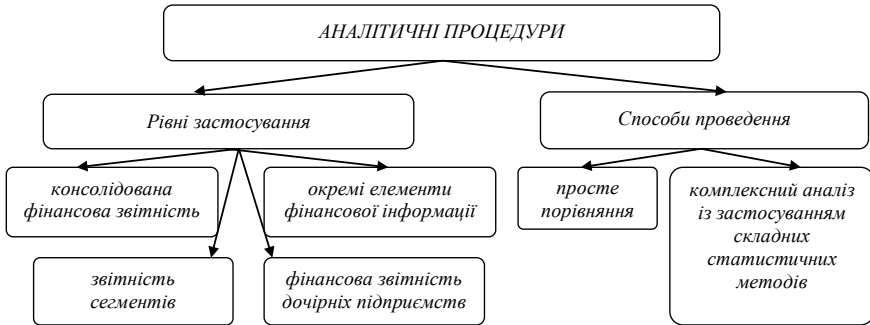 АНАЛІТИЧНІ ПРОЦЕДУРИ
Рівні застосування
Способи проведення
консолідована
фінансова звітність
окремі елементи
фінансової інформації
просте
порівняння
комплексний аналіз
із застосуванням
складних
статистичних
методів
звітність
сегментів
фінансова звітність
дочірніх підприємств